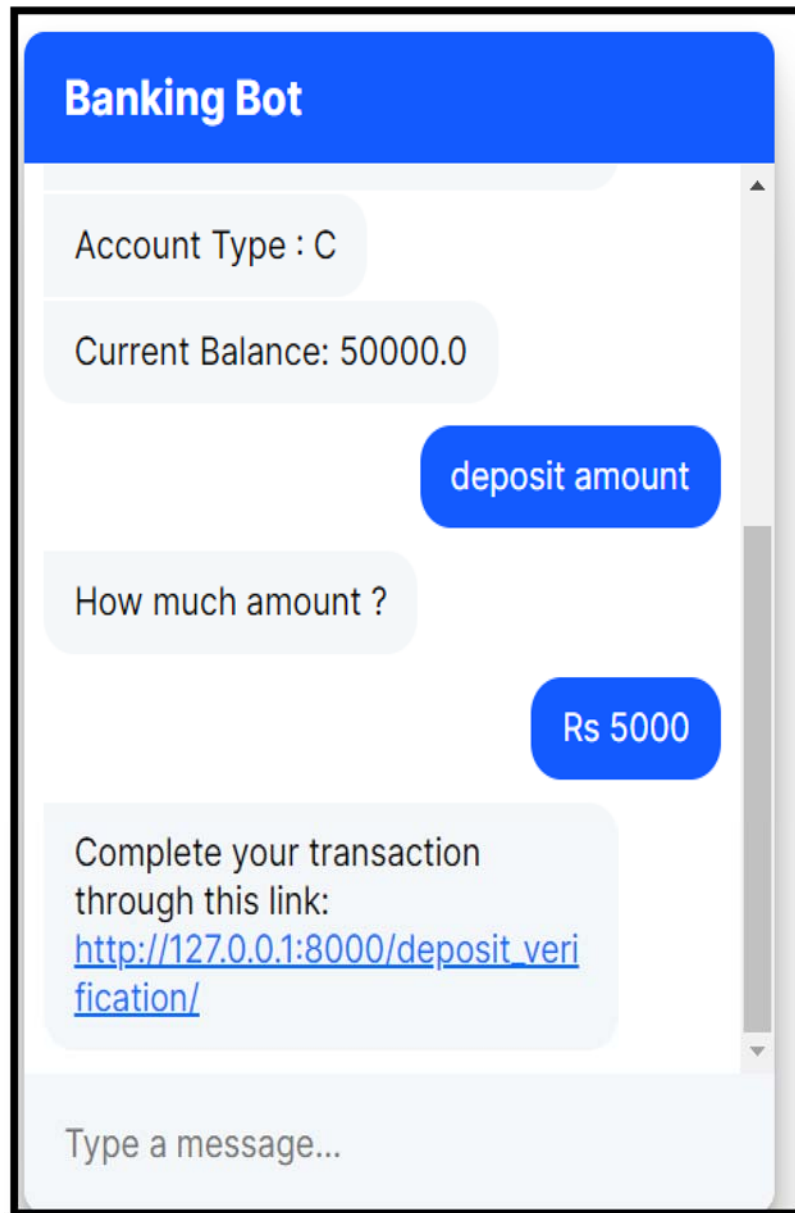 Banking Bot
Account Type : C
Current Balance: 50000.0
deposit amount
How much amount ?
Rs 5000
Complete your transaction
through this link:
http://127.0.0.1:8000/deposit_veri
fication/
Type a message...